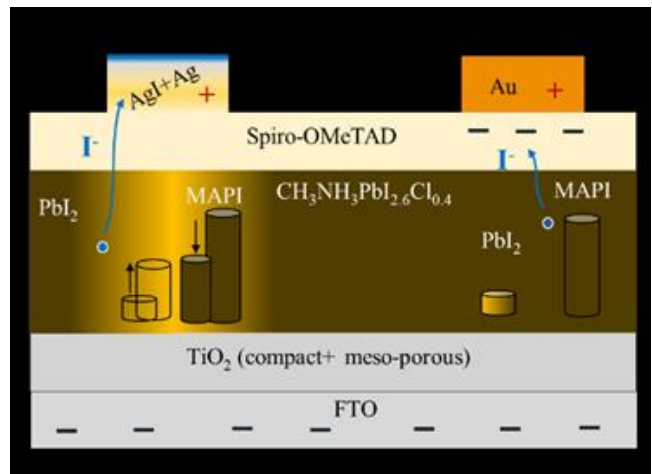 AgI+Ag
+
Au +
Spiro-OMeTAD
I⁻
I⁻
PbI₂
MAPI
CH₃NH₃PbI₂.₆Cl₀.₄
MAPI
PbI₂
TiO₂ (compact+ meso-porous)
FTO